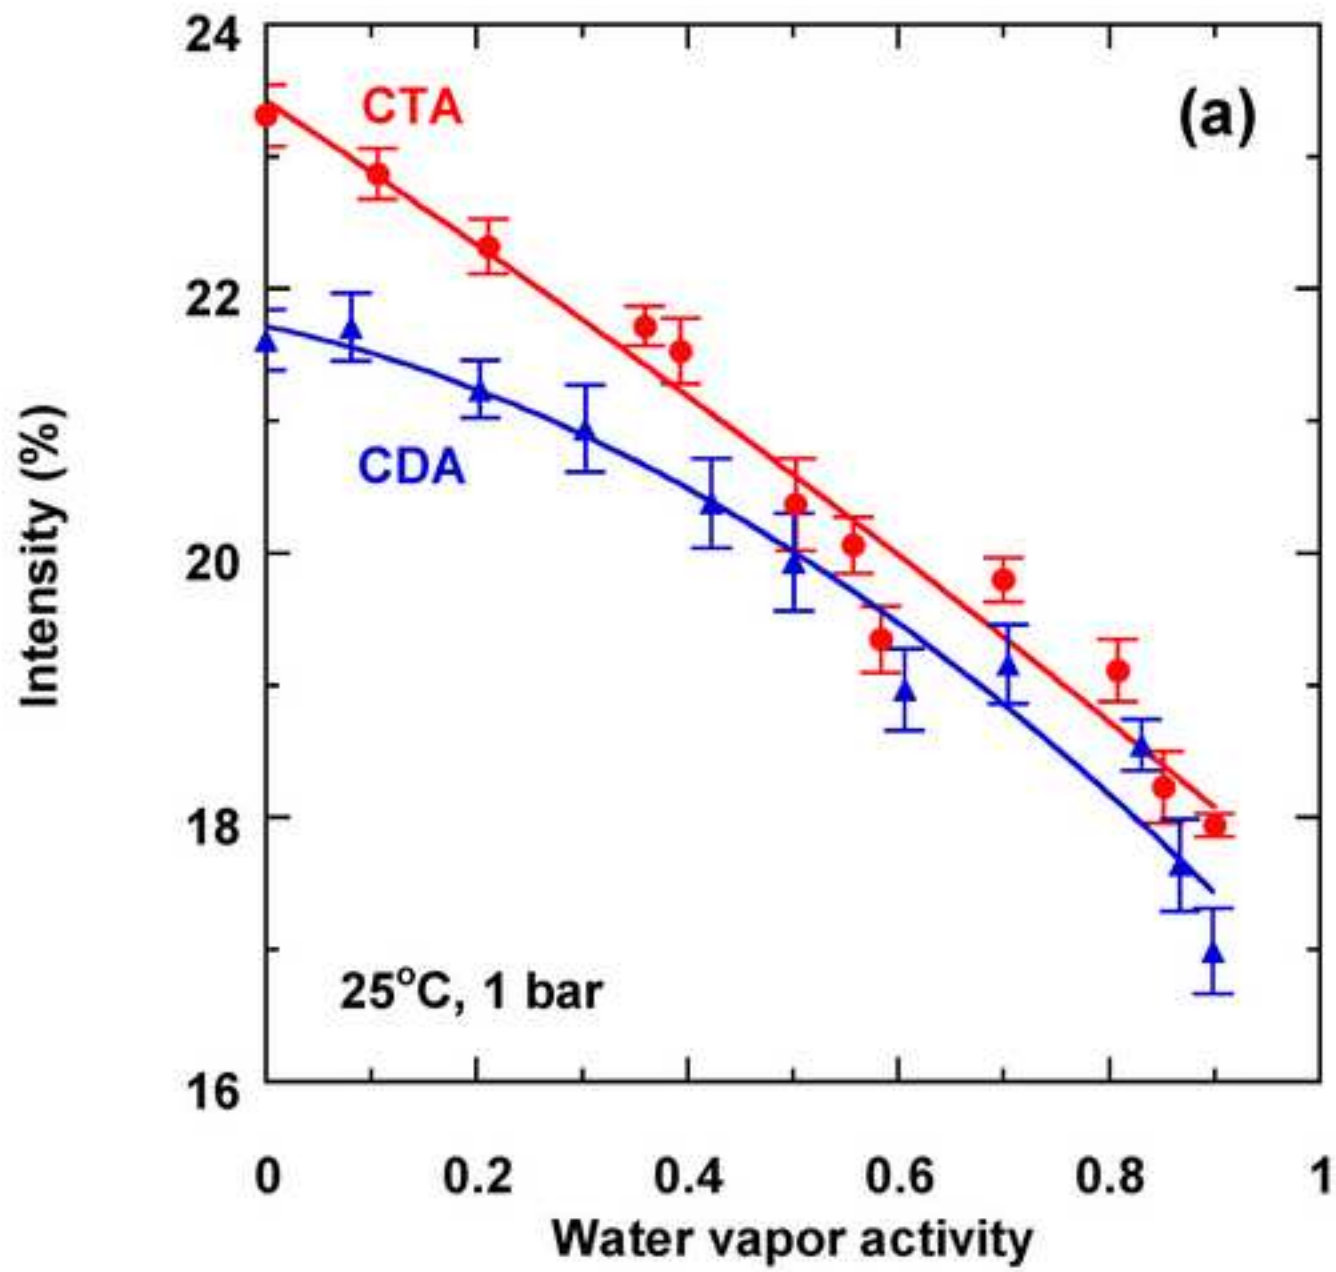 24
CTA
(a)
22
CDA
20
Intensity (%)
18
25°C, 1 bar
16
0 0.2 0.4 0.6 0.8 1
Water vapor activity